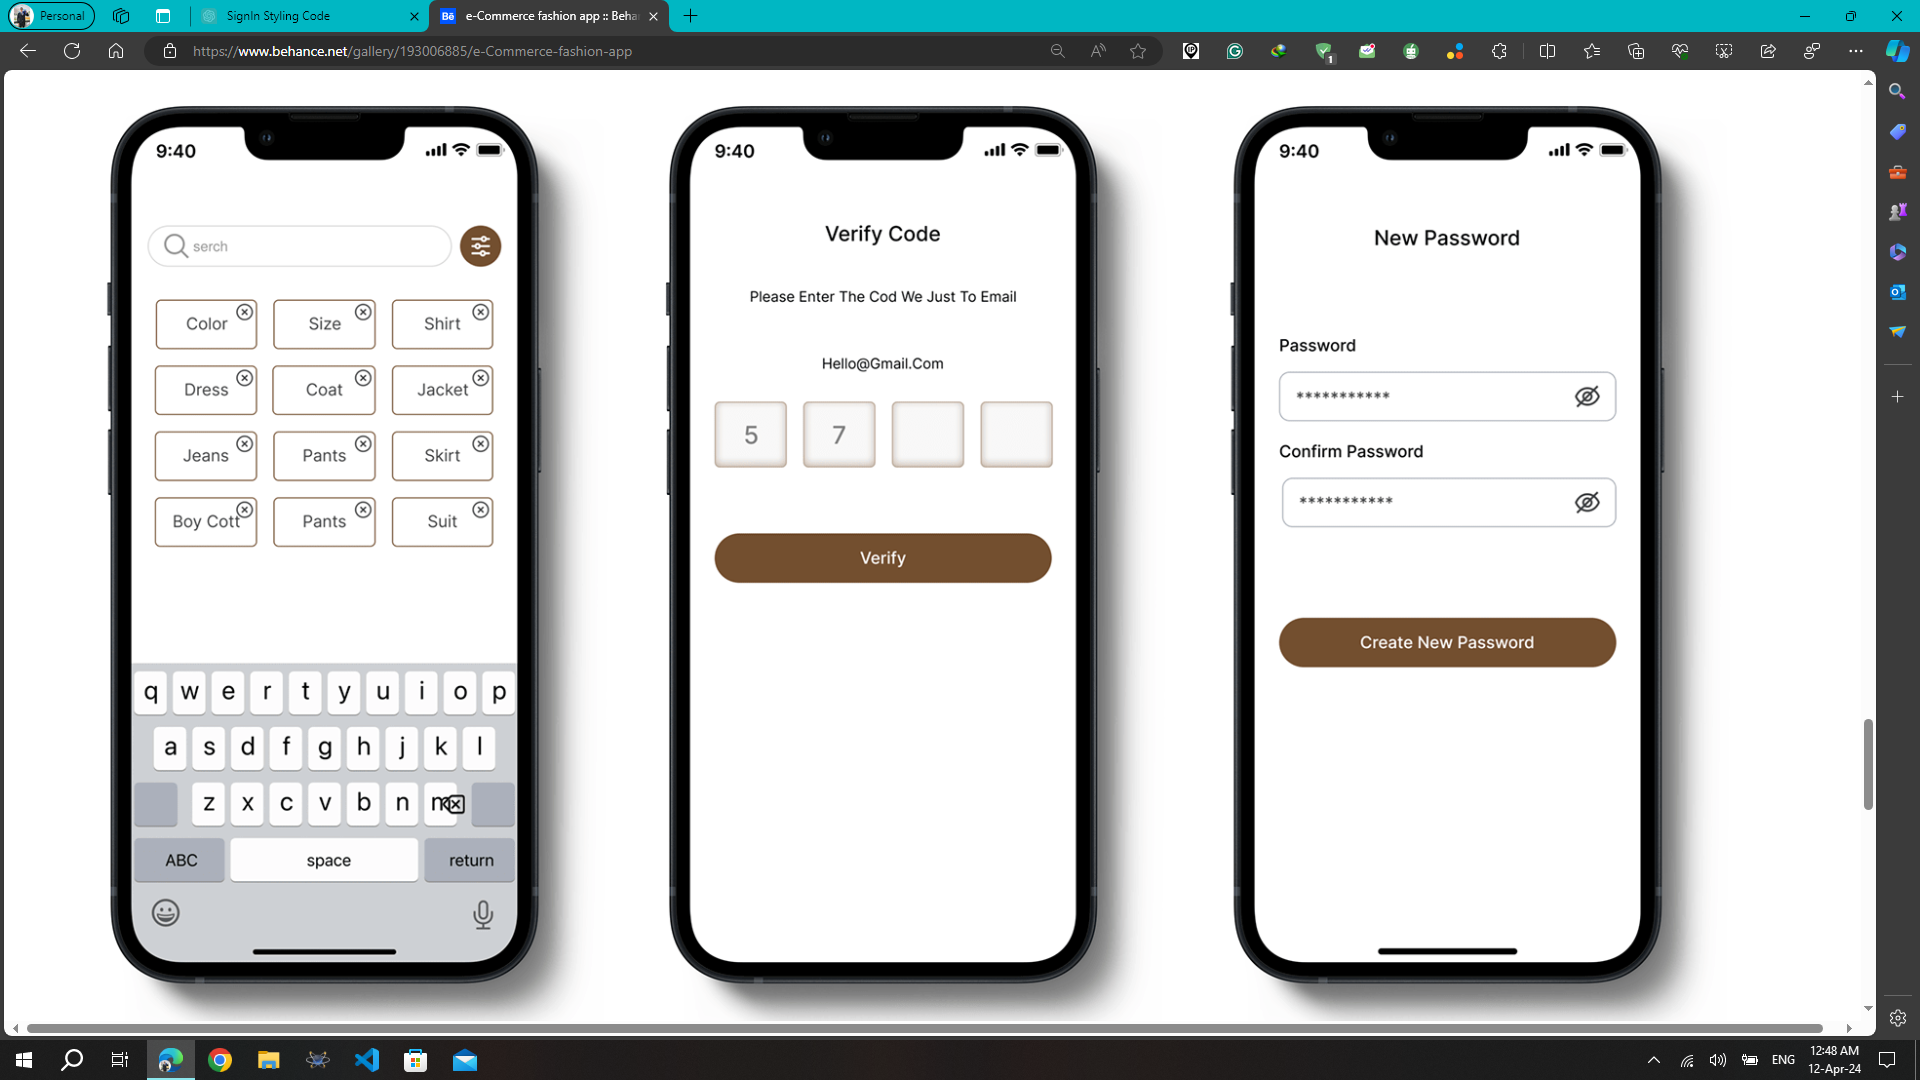 Personal
SignIn Styling Code
e-Commerce fashion app :: Beha
https://www.behance.net/gallery/193006885/e-Commerce-fashion-app
9:40
serch
Color Size Shirt
Dress Coat Jacket
Jeans Pants Skirt
Boy Cott Pants Suit
q w e r t y u i o p
a s d f g h j k l
z x c v b n m
ABC space return
9:40
Verify Code
Please Enter The Cod We Just To Email
Hello@Gmail.Com
5 7
Verify
9:40
New Password
Password
***********
Confirm Password
***********
Create New Password
ENG
12:48 AM
12-Apr-24